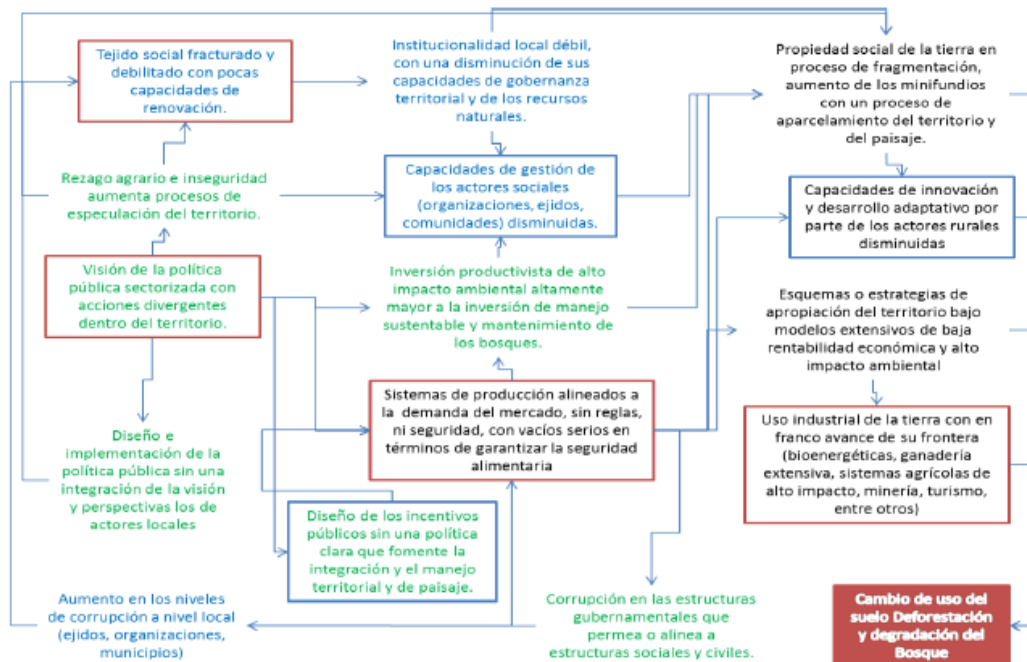 Tejido social fracturado y
debilitado con pocas
capacidades de
renovación.
Institucionalidad local débil,
con una disminución de
sus capacidades de gobernanza
territorial y de los recursos
naturales.
Propiedad social de la tierra en
proceso de fragmentación,
aumento de los minifundios
con un proceso de
aparcelamiento del territorio y
del paisaje.
Rezago agrario e inseguridad
aumenta procesos de
especulación del territorio.
Capacidades de gestión de
los actores sociales
(organizaciones, ejidos,
comunidades) disminuidas.
Capacidades de innovación
y desarrollo adaptativo por
parte de los actores rurales
disminuidas
Visión de la política
pública sectorizada con
acciones divergentes
dentro del territorio.
Inversión productivista de alto
impacto ambiental altamente
mayor a la inversión de manejo
sustentable y mantenimiento de
los bosques.
Esquemas o estrategias de
apropiación del territorio bajo
modelos extensivos de baja
rentabilidad económica y alto
impacto ambiental
Sistemas de producción alineados a
la demanda del mercado, sin reglas,
ni seguridad, con vacíos serios en
términos de garantizar la seguridad
alimentaria
Uso industrial de la tierra con en
franco avance de su frontera
(bioenergéticas, ganadería
extensiva, sistemas agrícolas de
alto impacto, minería, turismo,
entre otros)
Diseño e
implementación de la
política pública sin una
integración de la visión
y perspectivas los de
actores locales
Diseño de los incentivos
públicos sin una política
clara que fomente la
integración y el manejo
territorial y de paisaje.
Aumento en los niveles
de corrupción a nivel local
(ejidos, organizaciones,
municipios)
Corrupción en las estructuras
gubernamentales que
permea o alinea a
estructuras sociales y civiles.
Cambio de uso del
suelo Deforestación
y degradación del
Bosque